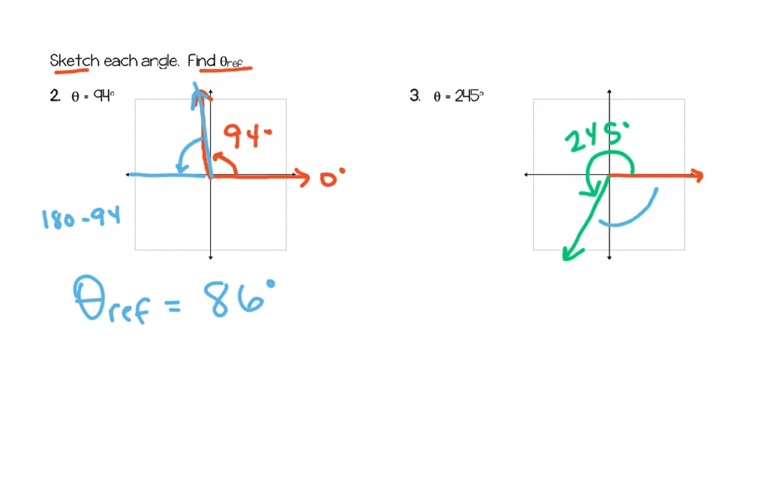 Sketch each angle. Find θref.
2. θ = 94°
94°
0°
180-94
θref = 86°
3. θ = 245°
245°